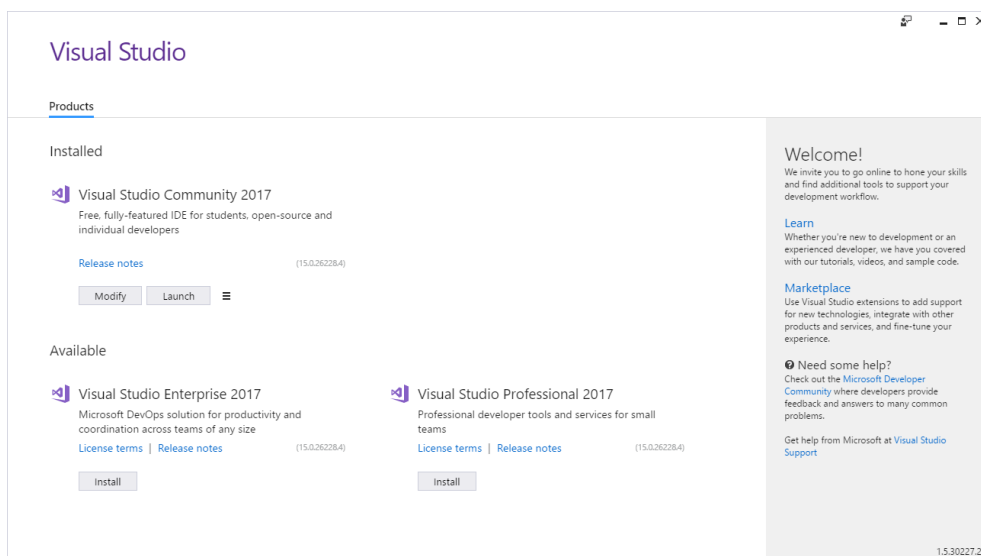 Visual Studio
Products
Installed
Visual Studio Community 2017
Free, fully-featured IDE for students, open-source and
individual developers
Release notes (15.0.26228.4)
Modify Launch
Available
Visual Studio Enterprise 2017
Microsoft DevOps solution for productivity and
coordination across teams of any size
License terms | Release notes (15.0.26228.4)
Install
Visual Studio Professional 2017
Professional developer tools and services for small
teams
License terms | Release notes (15.0.26228.4)
Install
Welcome!
We invite you to go online to hone your skills
and find additional tools to support your
development workflow.
Learn
Whether you're new to development or an
experienced developer, we have you covered
with our tutorials, videos, and sample code.
Marketplace
Use Visual Studio extensions to add support
for new technologies, integrate with other
products and services, and fine-tune your
experience.
Need some help?
Check out the Microsoft Developer
Community where developers provide
feedback and answers to many common
problems.
Get help from Microsoft at Visual Studio
Support
1.5.30227.2